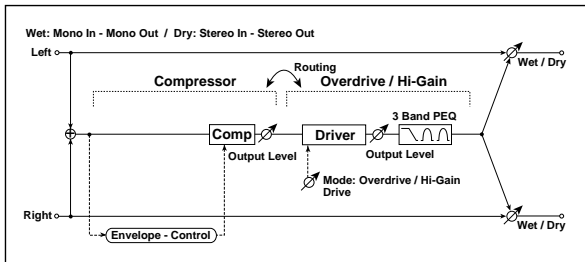 Wet: Mono In - Mono Out / Dry: Stereo In - Stereo Out
Left
Wet / Dry
Routing
Compressor
Overdrive / Hi-Gain
3 Band PEQ
Comp
Driver
Output Level
Output Level
Mode: Overdrive / Hi-Gain
Drive
Right
Wet / Dry
Envelope - Control